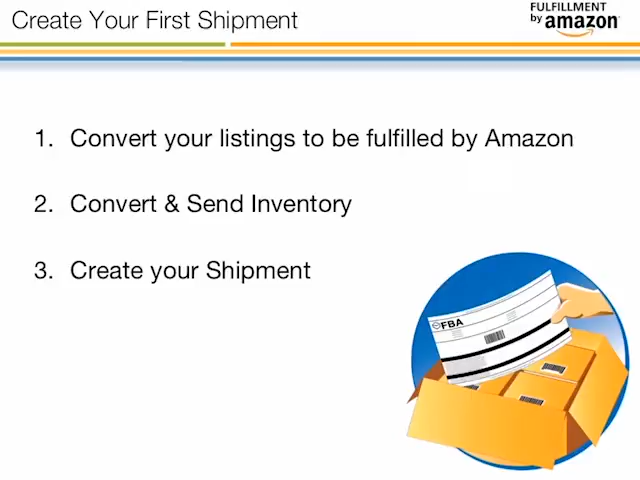 Create Your First Shipment
FULFILLMENT
by amazon
1. Convert your listings to be fulfilled by Amazon
2. Convert & Send Inventory
3. Create your Shipment
FBA